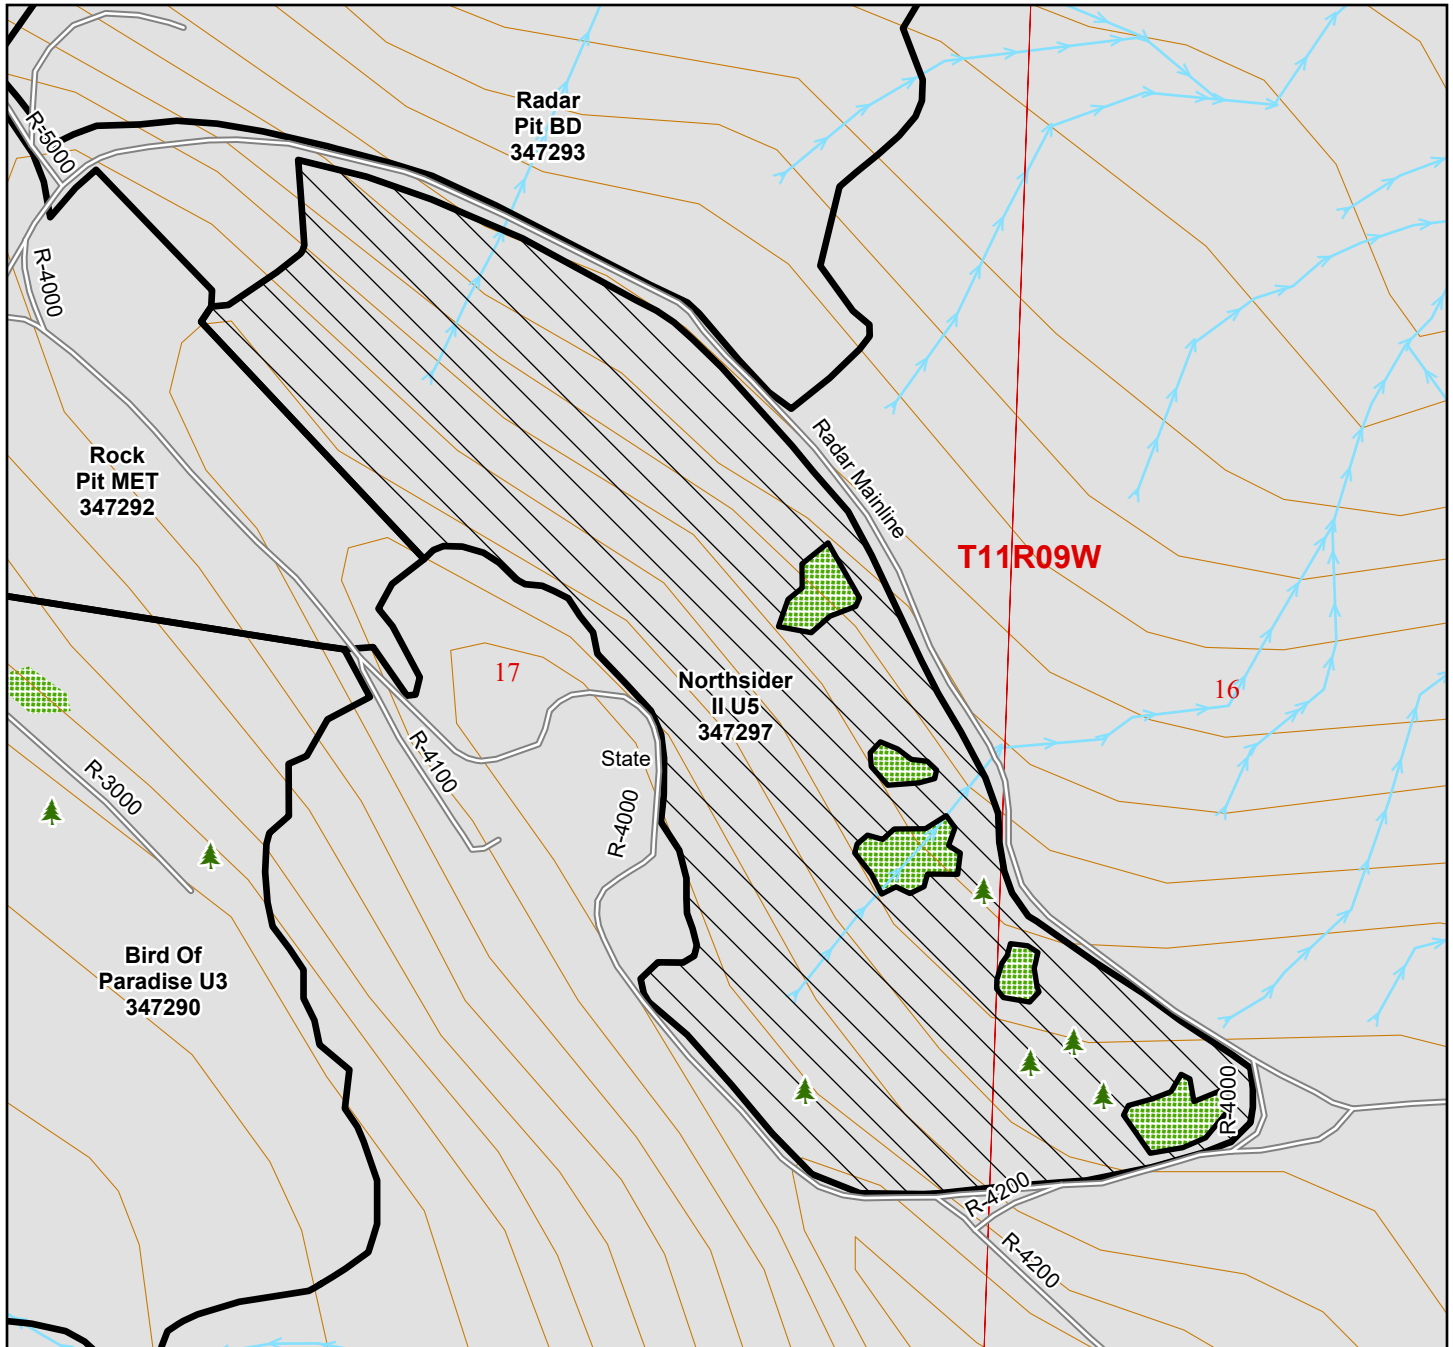 Radar
Pit BD
347293
R-5000
R-4000
Radar Mainline
Rock
Pit MET
347292
T11R09W
17
Northsider
II U5
347297
16
State
R-4100
R-3000
R-4000
Bird Of
Paradise U3
347290
R-4000
R-4200
R-4200